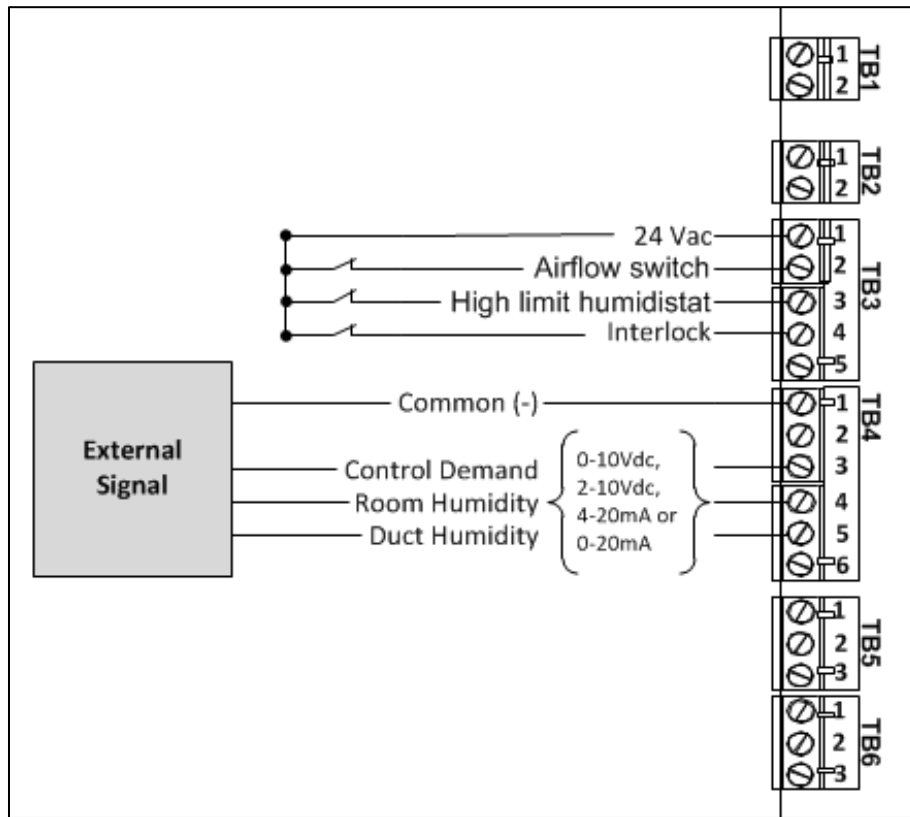 1
2
TB1
1
2
TB2
24 Vac
Airflow switch
High limit humidistat
Interlock
1
2
3
4
5
TB3
External
Signal
Common (-)
Control Demand
Room Humidity
Duct Humidity
0-10Vdc,
2-10Vdc,
4-20mA or
0-20mA
1
2
3
4
5
6
TB4
1
2
3
TB5
1
2
3
TB6